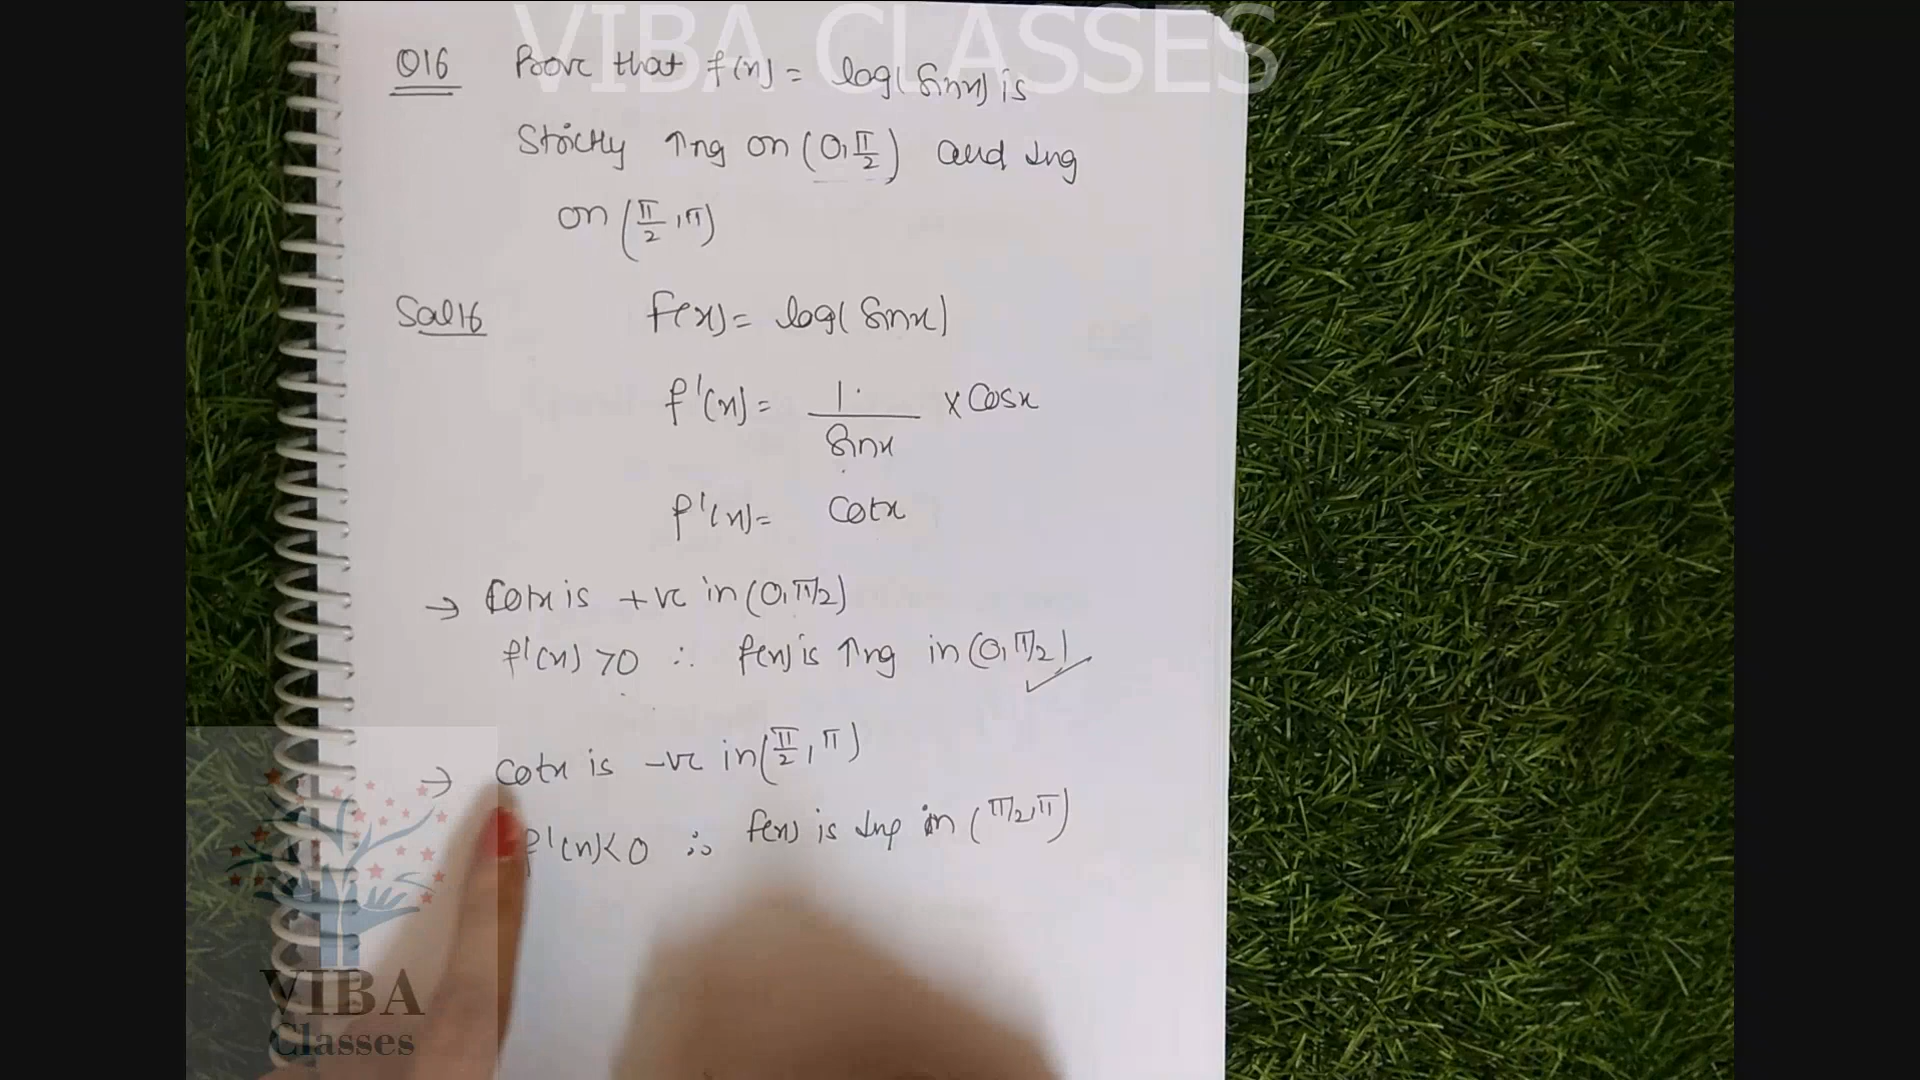 VIBA CLASSES
Q16 Prove that f(x) = log(sinx) is
strictly ↑ng on (0,π/2) and ↓ng
on (π/2,π)
Sol16 f(x) = log(sinx)
f'(x) = 1/sinx × cosx
f'(x) = cotx
→ cotx is +ve in (0,π/2)
f'(x) >0 ∴ f(x) is ↑ng in (0,π/2)
→ cotx is -ve in (π/2,π)
f'(x)<0 ∴ f(x) is ↓ng in (π/2,π)
VIBA
Classes